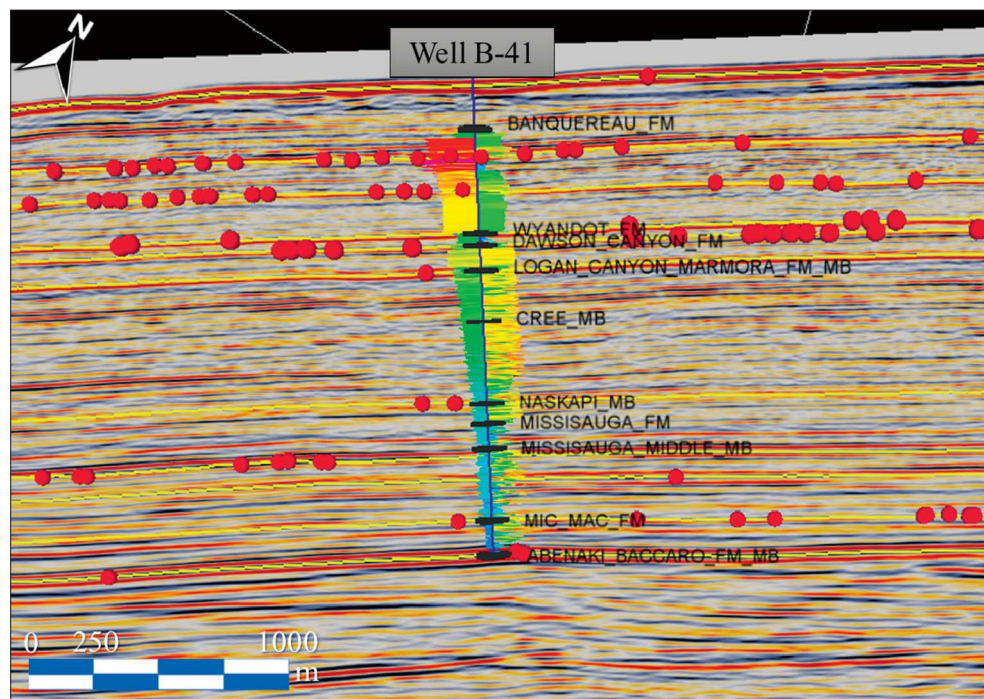 N
Well B-41
BANQUEREAU_FM
WYANDOT_FM
DAWSON_CANYON_FM
LOGAN_CANYON_MARMORA_FM_MB
CREE_MB
NASKAPI_MB
MISSISAUGA_FM
MISSISAUGA_MIDDLE_MB
MIC_MAC_FM
ABENAKI_BACCARO_FM_MB
0 250 1000
m